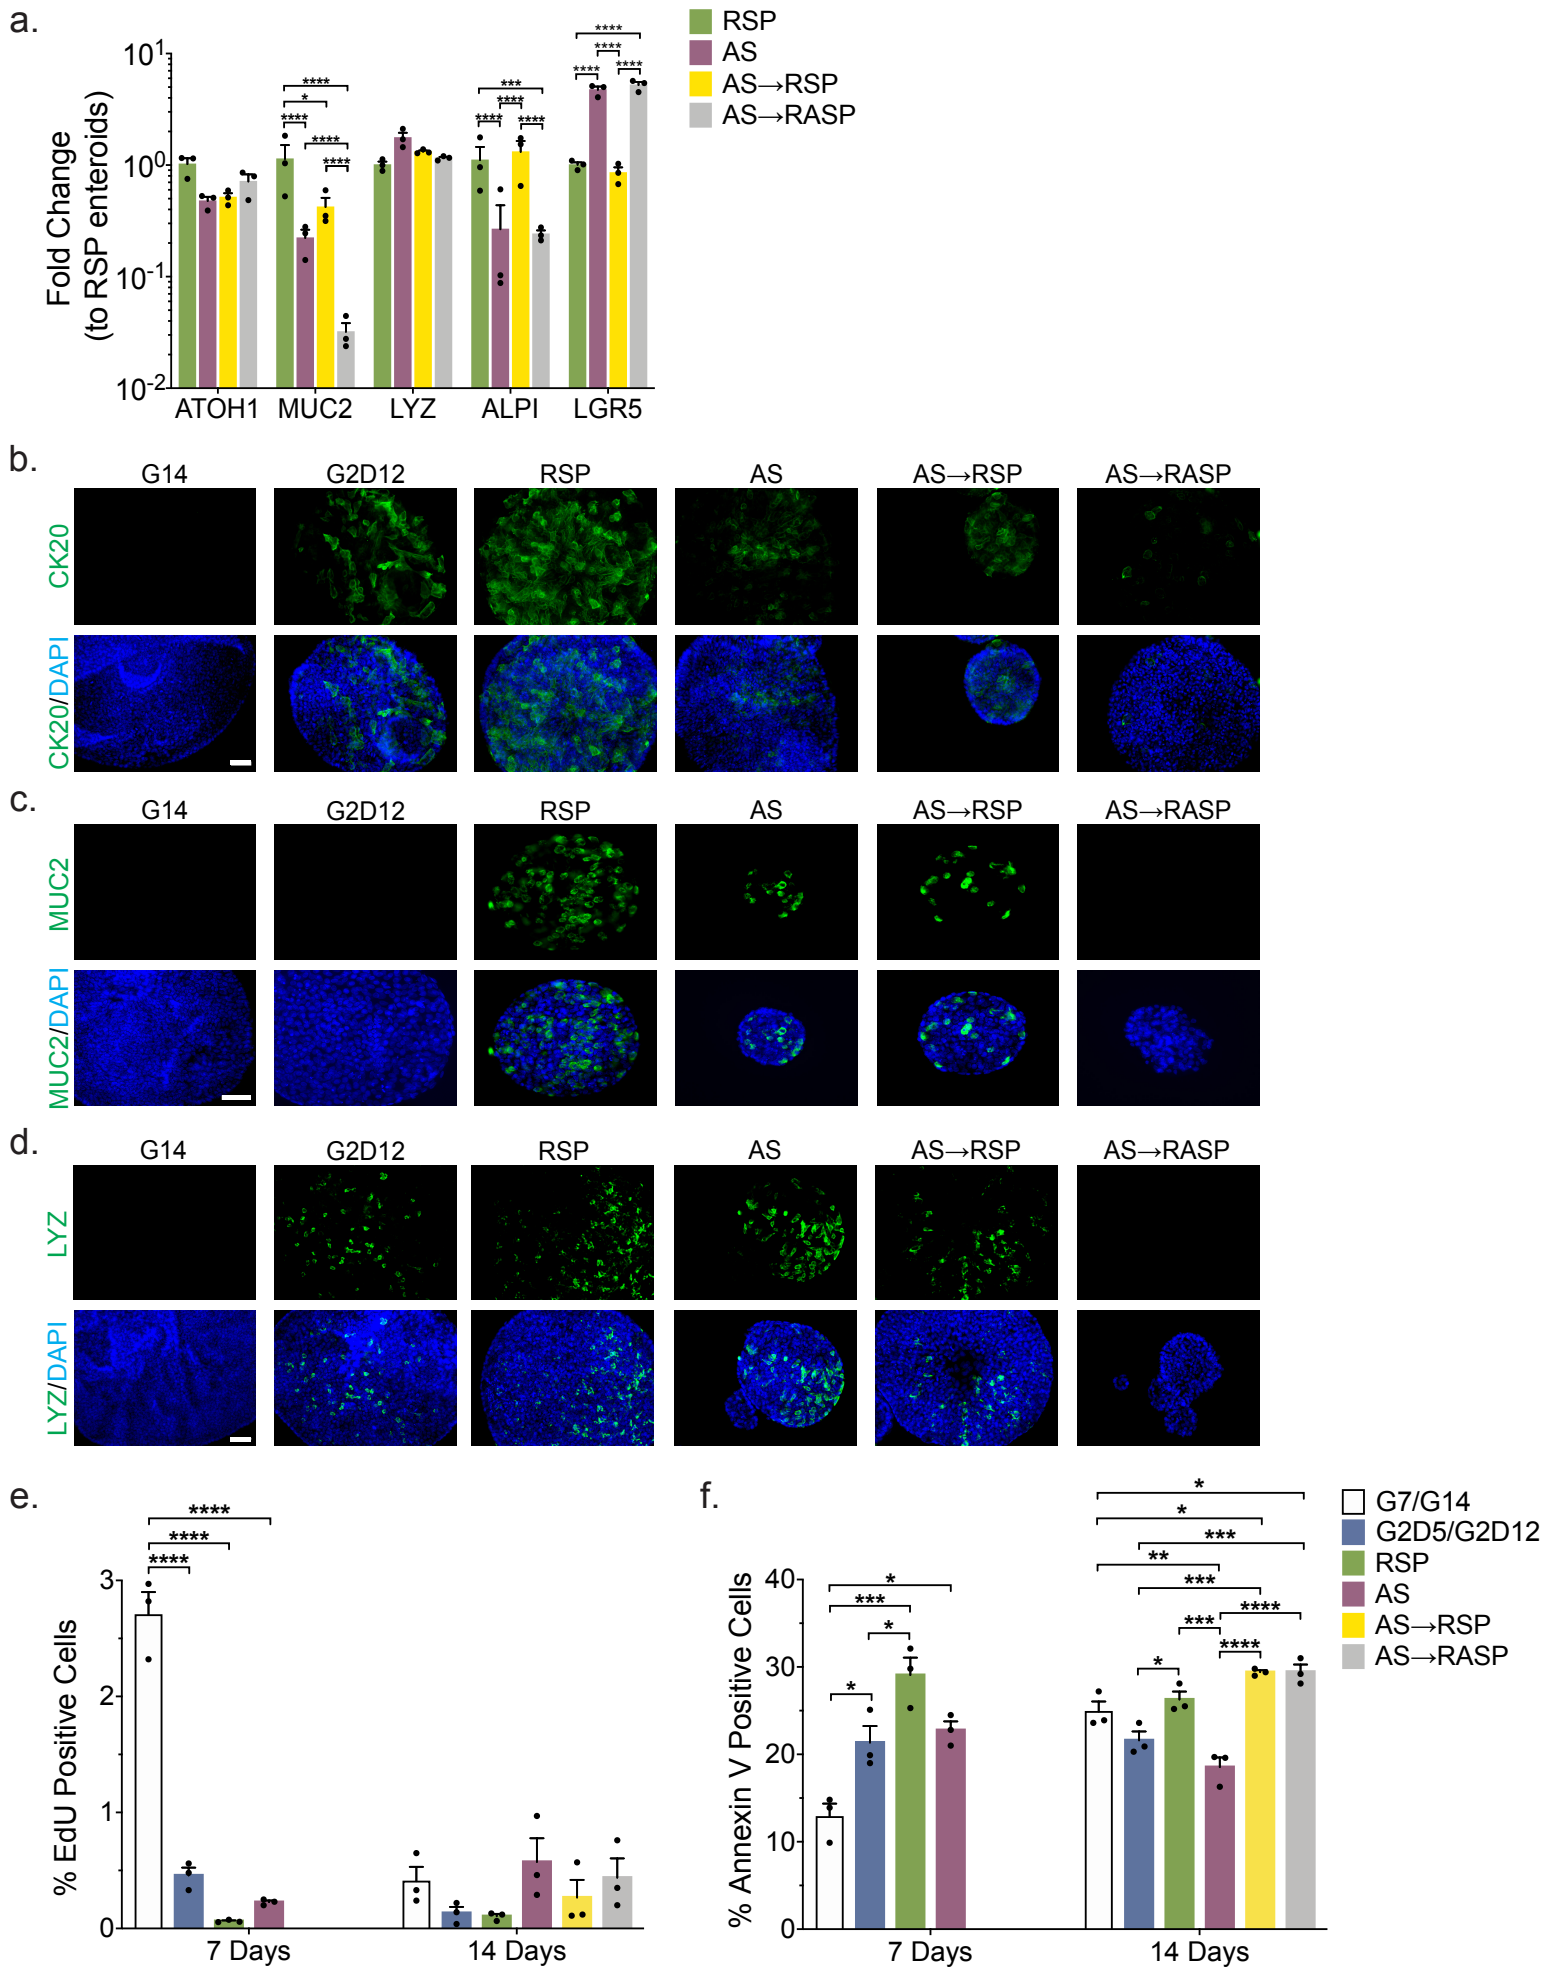 a.
RSP
AS
AS→RSP
AS→RASP
Fold Change
(to RSP enteroids)
10¹
10⁰
10⁻¹
10⁻²
**** * **** **** ****
*** **** **** ****
**** **** **** ****
ATOH1 MUC2 LYZ ALPI LGR5
b.
G14 G2D12 RSP AS AS→RSP AS→RASP
CK20
CK20/DAPI
c.
G14 G2D12 RSP AS AS→RSP AS→RASP
MUC2
MUC2/DAPI
d.
G14 G2D12 RSP AS AS→RSP AS→RASP
LYZ
LYZ/DAPI
e.
% EdU Positive Cells
3
2
1
0
****
****
****
7 Days 14 Days
f.
% Annexin V Positive Cells
40
30
20
10
0
*
***
*
*
*
*
***
**
***
****
***
****
*
7 Days 14 Days
G7/G14
G2D5/G2D12
RSP
AS
AS→RSP
AS→RASP